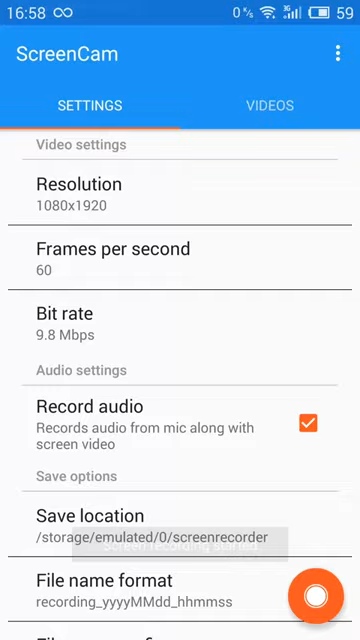 16:58 0 K/s 3G 59
ScreenCam
SETTINGS VIDEOS
Video settings
Resolution
1080x1920
Frames per second
60
Bit rate
9.8 Mbps
Audio settings
Record audio
Records audio from mic along with
screen video
Save options
Save location
/storage/emulated/0/screenrecorder
Screen recording started
File name format
recording_yyyyMMdd_hhmmss